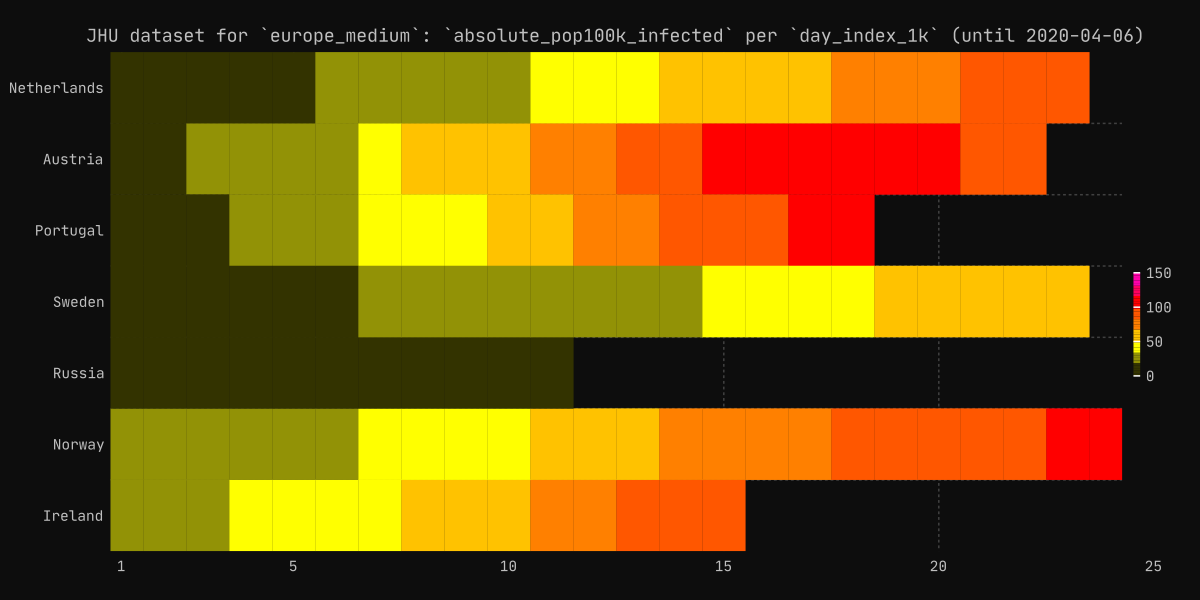 JHU dataset for `europe_medium`: `absolute_pop100k_infected` per `day_index_1k` (until 2020-04-06)
Netherlands
Austria
Portugal
Sweden
Russia
Norway
Ireland
150
100
50
0
1 5 10 15 20 25